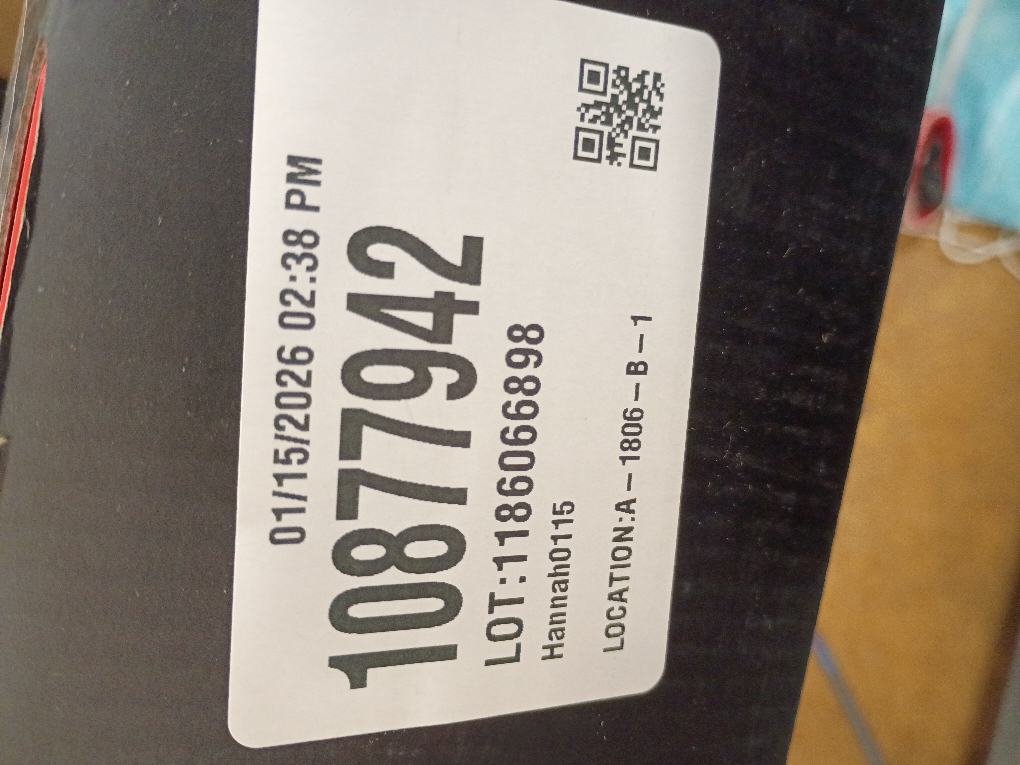 01/15/2026 02:38 PM
10877942
LOT:1186066898
Hannah0115
LOCATION:A-1806-B-1